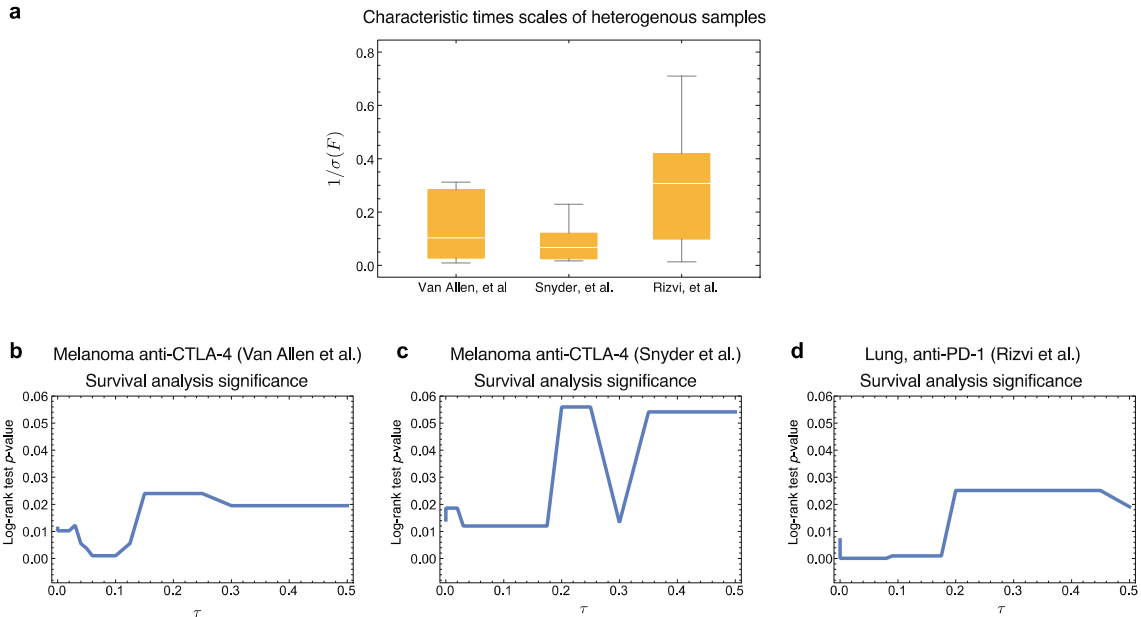 a
Characteristic times scales of heterogenous samples
0.8
0.6
0.4
0.2
0.0
1/σ(F)
Van Allen, et al
Snyder, et al.
Rizvi, et al.
b
Melanoma anti-CTLA-4 (Van Allen et al.)
Survival analysis significance
0.06
0.05
0.04
0.03
0.02
0.01
0.00
Log-rank test p-value
0.0 0.1 0.2 0.3 0.4 0.5
τ
c
Melanoma anti-CTLA-4 (Snyder et al.)
Survival analysis significance
0.06
0.05
0.04
0.03
0.02
0.01
0.00
Log-rank test p-value
0.0 0.1 0.2 0.3 0.4 0.5
τ
d
Lung, anti-PD-1 (Rizvi et al.)
Survival analysis significance
0.06
0.05
0.04
0.03
0.02
0.01
0.00
Log-rank test p-value
0.0 0.1 0.2 0.3 0.4 0.5
τ